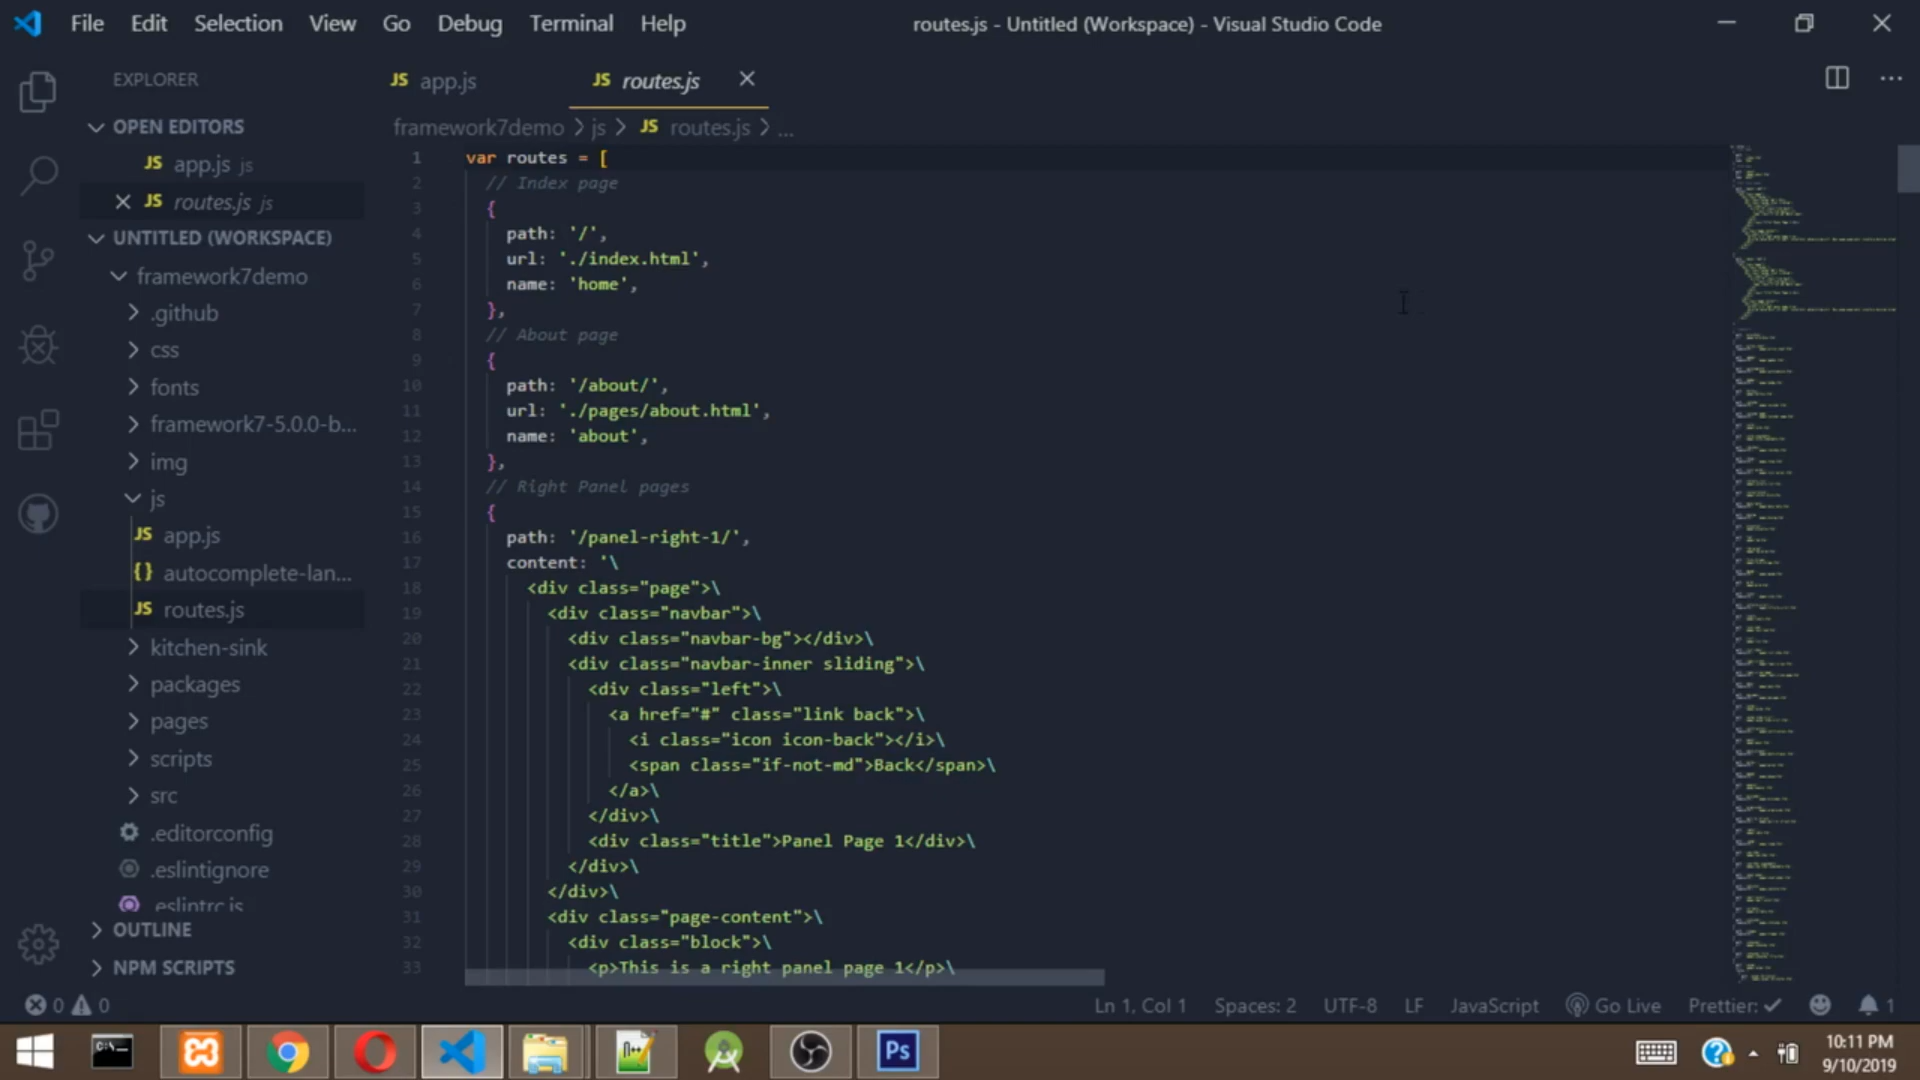 File Edit Selection View Go Debug Terminal Help
routes.js - Untitled (Workspace) - Visual Studio Code
EXPLORER
JS app.js
JS routes.js
OPEN EDITORS
JS app.js js
JS routes.js js
UNTITLED (WORKSPACE)
framework7demo
.github
css
fonts
framework7-5.0.0-b...
img
js
JS app.js
{} autocomplete-lan...
JS routes.js
kitchen-sink
packages
pages
scripts
src
.editorconfig
.eslintignore
.eslintrc.js
OUTLINE
NPM SCRIPTS
framework7demo > js > JS routes.js > ...
1 var routes = [
2 // Index page
3 {
4 path: '/',
5 url: './index.html',
6 name: 'home',
7 },
8 // About page
9 {
10 path: '/about/',
11 url: './pages/about.html',
12 name: 'about',
13 },
14 // Right Panel pages
15 {
16 path: '/panel-right-1/',
17 content: '\
18 <div class="page">\
19 <div class="navbar">\
20 <div class="navbar-bg"></div>\
21 <div class="navbar-inner sliding">\
22 <div class="left">\
23 <a href="#" class="link back">\
24 <i class="icon icon-back"></i>\
25 <span class="if-not-md">Back</span>\
26 </a>\
27 </div>\
28 <div class="title">Panel Page 1</div>\
29 </div>\
30 </div>\
31 <div class="page-content">\
32 <div class="block">\
33 <p>This is a right panel page 1</p>\
0 0
Ln 1, Col 1 Spaces: 2 UTF-8 LF JavaScript Go Live Prettier: ✓ 1
C:\ Ps
10:11 PM
9/10/2019